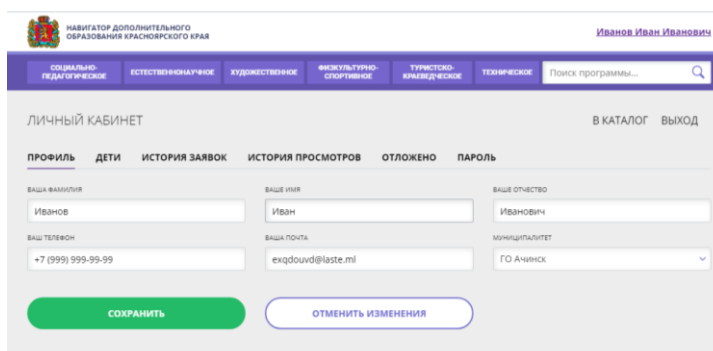 НАВИГАТОР ДОПОЛНИТЕЛЬНОГО
ОБРАЗОВАНИЯ КРАСНОЯРСКОГО КРАЯ
Иванов Иван Иванович
СОЦИАЛЬНО-
ПЕДАГОГИЧЕСКОЕ
ЕСТЕСТВЕННОНАУЧНОЕ
ХУДОЖЕСТВЕННОЕ
ФИЗКУЛЬТУРНО-
СПОРТИВНОЕ
ТУРИСТСКО-
КРАЕВЕДЧЕСКОЕ
ТЕХНИЧЕСКОЕ
Поиск программы...
ЛИЧНЫЙ КАБИНЕТ
В КАТАЛОГ ВЫХОД
ПРОФИЛЬ ДЕТИ ИСТОРИЯ ЗАЯВОК ИСТОРИЯ ПРОСМОТРОВ ОТЛОЖЕНО ПАРОЛЬ
ВАША ФАМИЛИЯ ВАШЕ ИМЯ ВАШЕ ОТЧЕСТВО
Иванов Иван Иванович
ВАШ ТЕЛЕФОН ВАША ПОЧТА МУНИЦИПАЛИТЕТ
+7 (999) 999-99-99 exqdouvd@laste.ml ГО Ачинск
СОХРАНИТЬ ОТМЕНИТЬ ИЗМЕНЕНИЯ